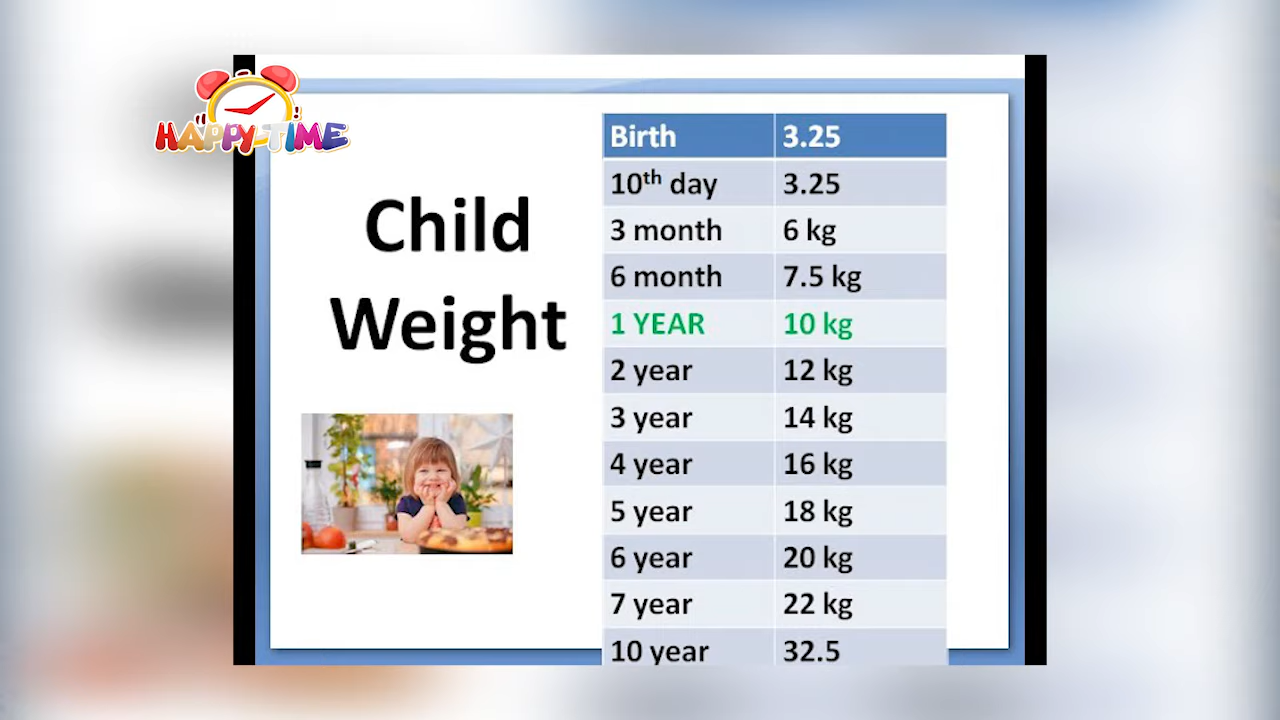 HAPPY-TIME
Child
Weight
Birth 3.25
10th day 3.25
3 month 6 kg
6 month 7.5 kg
1 YEAR 10 kg
2 year 12 kg
3 year 14 kg
4 year 16 kg
5 year 18 kg
6 year 20 kg
7 year 22 kg
10 year 32.5